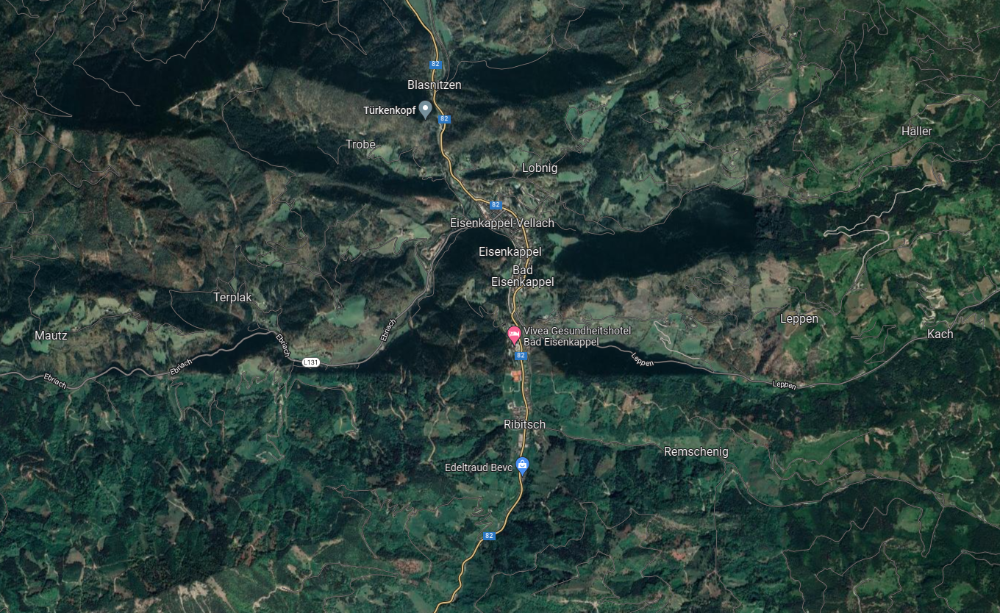 82
Blasnitzen
Türkenkopf
82
Haller
Trobe
Lobnig
82
Eisenkappel-Vellach
Eisenkappel
Bad
Eisenkappel
Terplak
Leppen
Ebriach
Vivea Gesundheitshotel
Bad Eisenkappel
Mautz
Kach
Ebriach
82
Leppen
L131
Ebriach
Ebriach
Leppen
Ribitsch
Remschenig
Edeltraud Bevc
82